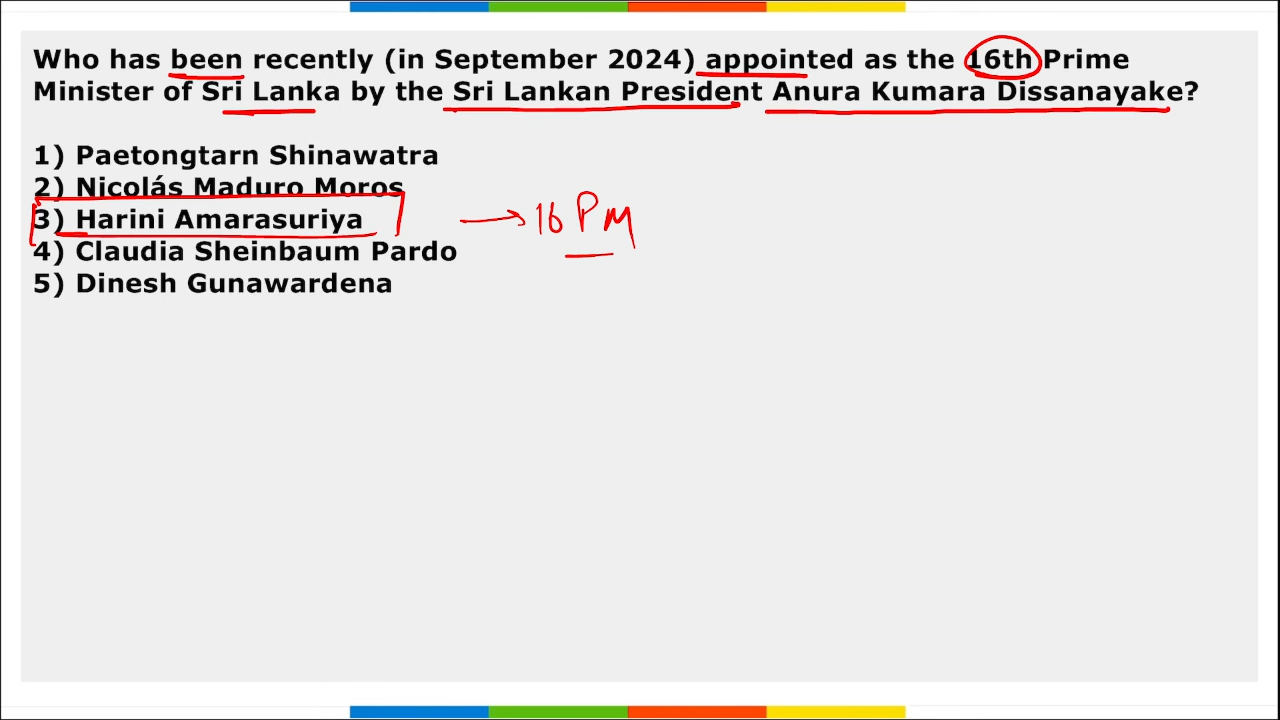 Who has been recently (in September 2024) appointed as the 16th Prime
Minister of Sri Lanka by the Sri Lankan President Anura Kumara Dissanayake?
1) Paetongtarn Shinawatra
2) Nicolás Maduro Moros
3) Harini Amarasuriya → 16 PM
4) Claudia Sheinbaum Pardo
5) Dinesh Gunawardena